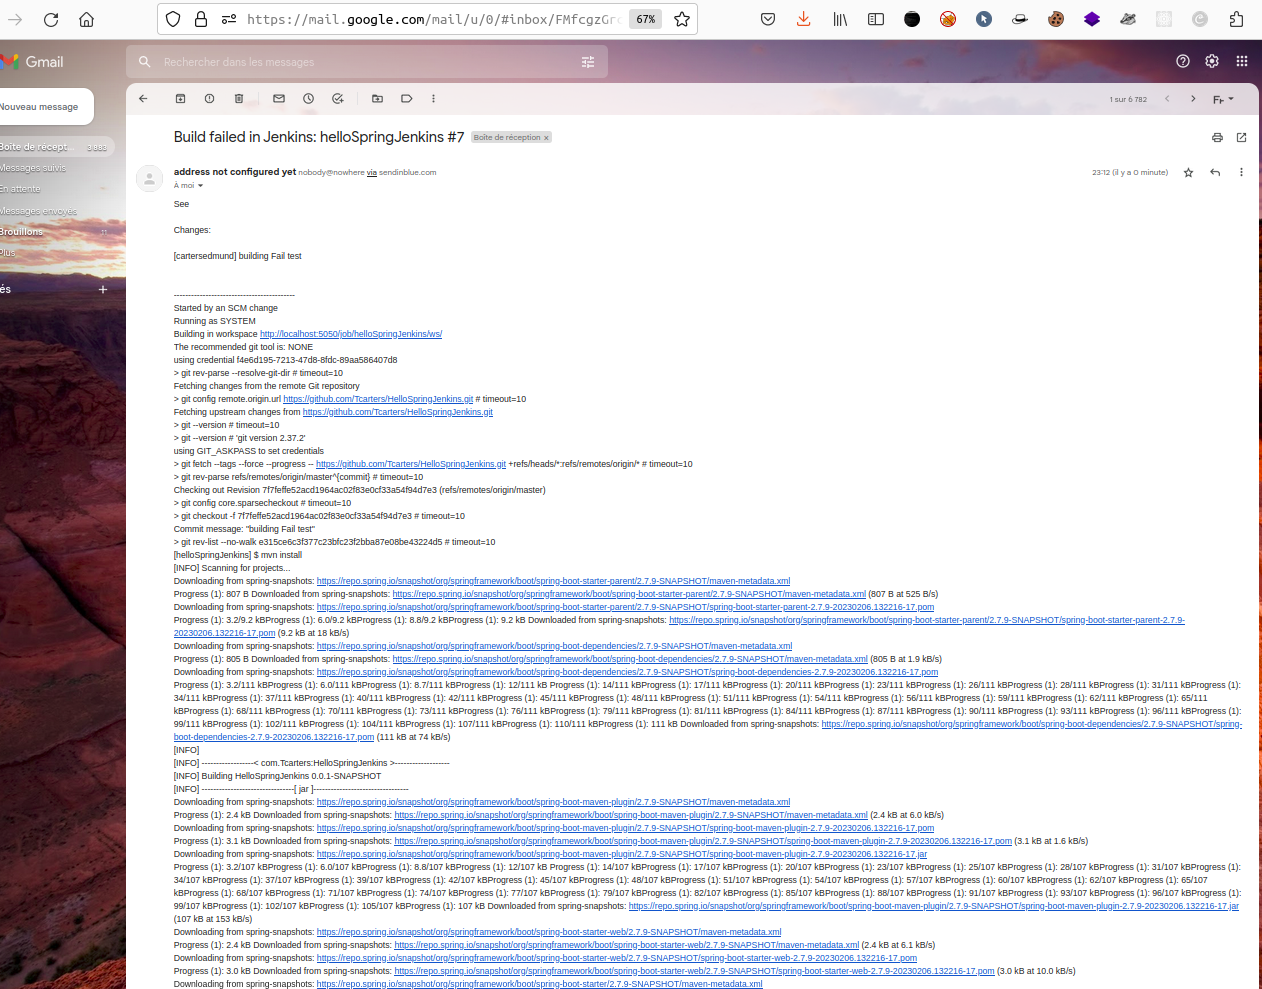 https://mail.google.com/mail/u/0/#inbox/FMfcgzGrc
67%
Gmail
Rechercher dans les messages
Nouveau message
1 sur 6 782
Fr
Boîte de récept... 3 883
Messages suivis
En attente
Messages envoyés
Brouillons
Plus
és
Build failed in Jenkins: helloSpringJenkins #7 Boîte de réception x
address not configured yet nobody@nowhere via sendinblue.com
23:12 (il y a 0 minute)
À moi
See
Changes:
[cartersedmund] building Fail test
------------------------------------------
Started by an SCM change
Running as SYSTEM
Building in workspace http://localhost:5050/job/helloSpringJenkins/ws/
The recommended git tool is: NONE
using credential f4e6d195-7213-47d8-8fdc-89aa586407d8
> git rev-parse --resolve-git-dir # timeout=10
Fetching changes from the remote Git repository
> git config remote.origin.url https://github.com/Tcarters/HelloSpringJenkins.git # timeout=10
Fetching upstream changes from https://github.com/Tcarters/HelloSpringJenkins.git
> git --version # timeout=10
> git --version # 'git version 2.37.2'
using GIT_ASKPASS to set credentials
> git fetch --tags --force --progress -- https://github.com/Tcarters/HelloSpringJenkins.git +refs/heads/*:refs/remotes/origin/* # timeout=10
> git rev-parse refs/remotes/origin/master^{commit} # timeout=10
Checking out Revision 7f7feffe52acd1964ac02f83e0cf33a54f94d7e3 (refs/remotes/origin/master)
> git config core.sparsecheckout # timeout=10
> git checkout -f 7f7feffe52acd1964ac02f83e0cf33a54f94d7e3 # timeout=10
Commit message: "building Fail test"
> git rev-list --no-walk e315ce6c3f377c23bfc23f2bba87e08be43224d5 # timeout=10
[helloSpringJenkins] $ mvn install
[INFO] Scanning for projects...
Downloading from spring-snapshots: https://repo.spring.io/snapshot/org/springframework/boot/spring-boot-starter-parent/2.7.9-SNAPSHOT/maven-metadata.xml
Progress (1): 807 B Downloaded from spring-snapshots: https://repo.spring.io/snapshot/org/springframework/boot/spring-boot-starter-parent/2.7.9-SNAPSHOT/maven-metadata.xml (807 B at 525 B/s)
Downloading from spring-snapshots: https://repo.spring.io/snapshot/org/springframework/boot/spring-boot-starter-parent/2.7.9-SNAPSHOT/spring-boot-starter-parent-2.7.9-20230206.132216-17.pom
Progress (1): 3.2/9.2 kBProgress (1): 6.0/9.2 kBProgress (1): 8.8/9.2 kBProgress (1): 9.2 kB Downloaded from spring-snapshots: https://repo.spring.io/snapshot/org/springframework/boot/spring-boot-starter-parent/2.7.9-SNAPSHOT/spring-boot-starter-parent-2.7.9-
20230206.132216-17.pom (9.2 kB at 18 kB/s)
Downloading from spring-snapshots: https://repo.spring.io/snapshot/org/springframework/boot/spring-boot-dependencies/2.7.9-SNAPSHOT/maven-metadata.xml
Progress (1): 805 B Downloaded from spring-snapshots: https://repo.spring.io/snapshot/org/springframework/boot/spring-boot-dependencies/2.7.9-SNAPSHOT/maven-metadata.xml (805 B at 1.9 kB/s)
Downloading from spring-snapshots: https://repo.spring.io/snapshot/org/springframework/boot/spring-boot-dependencies/2.7.9-SNAPSHOT/spring-boot-dependencies-2.7.9-20230206.132216-17.pom
Progress (1): 3.2/111 kBProgress (1): 6.0/111 kBProgress (1): 8.7/111 kBProgress (1): 12/111 kB Progress (1): 14/111 kBProgress (1): 17/111 kBProgress (1): 20/111 kBProgress (1): 23/111 kBProgress (1): 26/111 kBProgress (1): 28/111 kBProgress (1): 31/111 kBProgress (1):
34/111 kBProgress (1): 37/111 kBProgress (1): 40/111 kBProgress (1): 42/111 kBProgress (1): 45/111 kBProgress (1): 48/111 kBProgress (1): 51/111 kBProgress (1): 54/111 kBProgress (1): 56/111 kBProgress (1): 59/111 kBProgress (1): 62/111 kBProgress (1): 65/111
kBProgress (1): 68/111 kBProgress (1): 70/111 kBProgress (1): 73/111 kBProgress (1): 76/111 kBProgress (1): 79/111 kBProgress (1): 81/111 kBProgress (1): 84/111 kBProgress (1): 87/111 kBProgress (1): 90/111 kBProgress (1): 93/111 kBProgress (1): 96/111 kBProgress (1):
99/111 kBProgress (1): 102/111 kBProgress (1): 104/111 kBProgress (1): 107/111 kBProgress (1): 110/111 kBProgress (1): 111 kB Downloaded from spring-snapshots: https://repo.spring.io/snapshot/org/springframework/boot/spring-boot-dependencies/2.7.9-SNAPSHOT/spring-
boot-dependencies-2.7.9-20230206.132216-17.pom (111 kB at 74 kB/s)
[INFO]
[INFO] ------------------< com.Tcarters:HelloSpringJenkins >-------------------
[INFO] Building HelloSpringJenkins 0.0.1-SNAPSHOT
[INFO] --------------------------------[ jar ]---------------------------------
Downloading from spring-snapshots: https://repo.spring.io/snapshot/org/springframework/boot/spring-boot-maven-plugin/2.7.9-SNAPSHOT/maven-metadata.xml
Progress (1): 2.4 kB Downloaded from spring-snapshots: https://repo.spring.io/snapshot/org/springframework/boot/spring-boot-maven-plugin/2.7.9-SNAPSHOT/maven-metadata.xml (2.4 kB at 6.0 kB/s)
Downloading from spring-snapshots: https://repo.spring.io/snapshot/org/springframework/boot/spring-boot-maven-plugin/2.7.9-SNAPSHOT/spring-boot-maven-plugin-2.7.9-20230206.132216-17.pom
Progress (1): 3.1 kB Downloaded from spring-snapshots: https://repo.spring.io/snapshot/org/springframework/boot/spring-boot-maven-plugin/2.7.9-SNAPSHOT/spring-boot-maven-plugin-2.7.9-20230206.132216-17.pom (3.1 kB at 1.6 kB/s)
Downloading from spring-snapshots: https://repo.spring.io/snapshot/org/springframework/boot/spring-boot-maven-plugin/2.7.9-SNAPSHOT/spring-boot-maven-plugin-2.7.9-20230206.132216-17.jar
Progress (1): 3.2/107 kBProgress (1): 6.0/107 kBProgress (1): 8.8/107 kBProgress (1): 12/107 kB Progress (1): 14/107 kBProgress (1): 17/107 kBProgress (1): 20/107 kBProgress (1): 23/107 kBProgress (1): 25/107 kBProgress (1): 28/107 kBProgress (1): 31/107 kBProgress (1):
34/107 kBProgress (1): 37/107 kBProgress (1): 39/107 kBProgress (1): 42/107 kBProgress (1): 45/107 kBProgress (1): 48/107 kBProgress (1): 51/107 kBProgress (1): 54/107 kBProgress (1): 57/107 kBProgress (1): 60/107 kBProgress (1): 62/107 kBProgress (1): 65/107
kBProgress (1): 68/107 kBProgress (1): 71/107 kBProgress (1): 74/107 kBProgress (1): 77/107 kBProgress (1): 79/107 kBProgress (1): 82/107 kBProgress (1): 85/107 kBProgress (1): 88/107 kBProgress (1): 91/107 kBProgress (1): 93/107 kBProgress (1): 96/107 kBProgress (1):
99/107 kBProgress (1): 102/107 kBProgress (1): 105/107 kBProgress (1): 107 kB Downloaded from spring-snapshots: https://repo.spring.io/snapshot/org/springframework/boot/spring-boot-maven-plugin/2.7.9-SNAPSHOT/spring-boot-maven-plugin-2.7.9-20230206.132216-17.jar
(107 kB at 153 kB/s)
Downloading from spring-snapshots: https://repo.spring.io/snapshot/org/springframework/boot/spring-boot-starter-web/2.7.9-SNAPSHOT/maven-metadata.xml
Progress (1): 2.4 kB Downloaded from spring-snapshots: https://repo.spring.io/snapshot/org/springframework/boot/spring-boot-starter-web/2.7.9-SNAPSHOT/maven-metadata.xml (2.4 kB at 6.1 kB/s)
Downloading from spring-snapshots: https://repo.spring.io/snapshot/org/springframework/boot/spring-boot-starter-web/2.7.9-SNAPSHOT/spring-boot-starter-web-2.7.9-20230206.132216-17.pom
Progress (1): 3.0 kB Downloaded from spring-snapshots: https://repo.spring.io/snapshot/org/springframework/boot/spring-boot-starter-web/2.7.9-SNAPSHOT/spring-boot-starter-web-2.7.9-20230206.132216-17.pom (3.0 kB at 10.0 kB/s)
Downloading from spring-snapshots: https://repo.spring.io/snapshot/org/springframework/boot/spring-boot-starter/2.7.9-SNAPSHOT/maven-metadata.xml